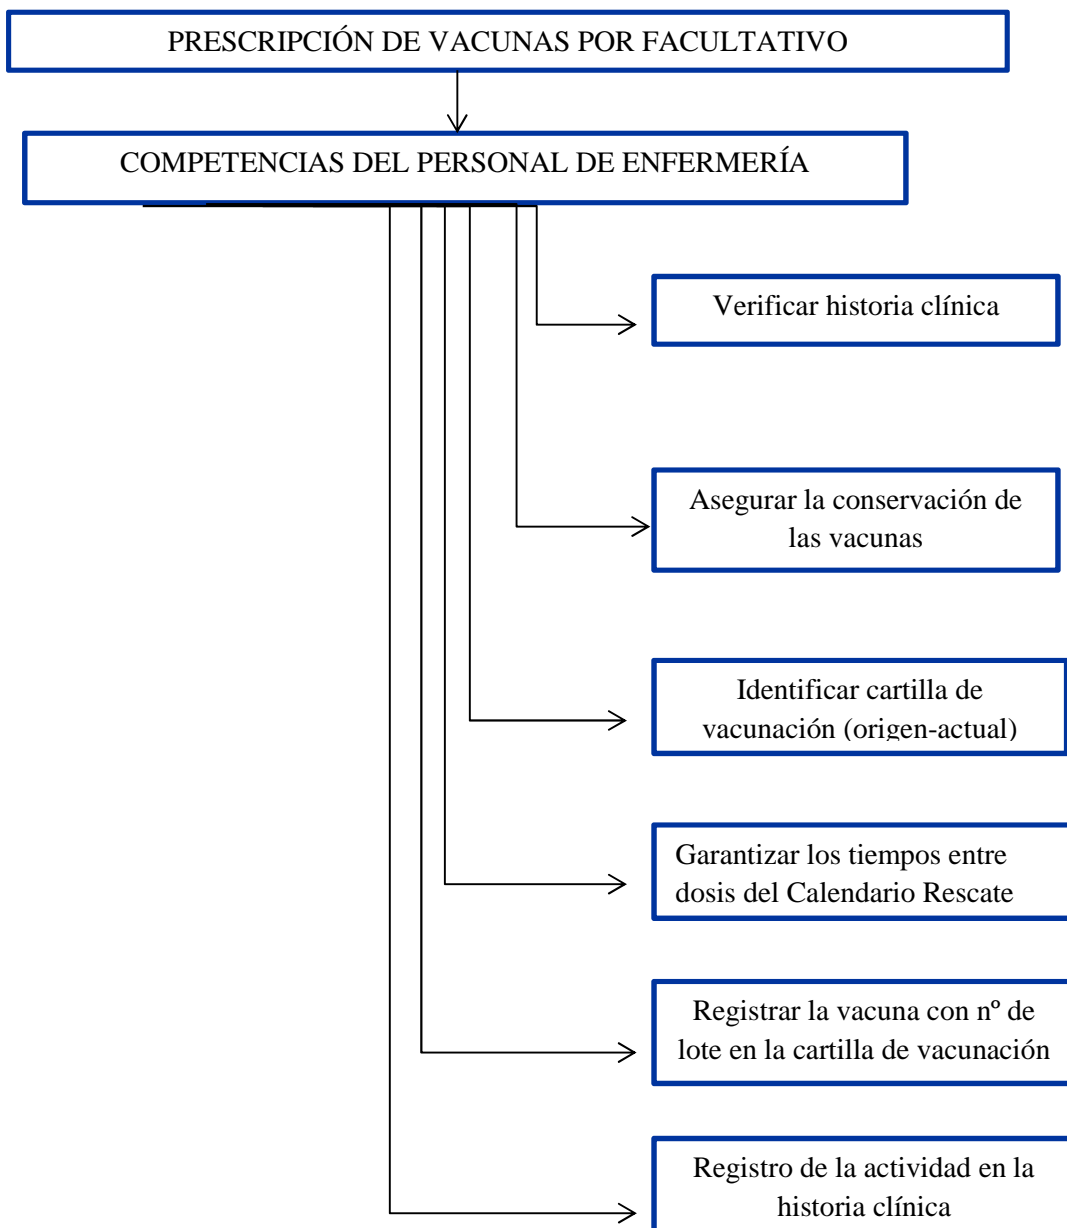 PRESCRIPCIÓN DE VACUNAS POR FACULTATIVO
COMPETENCIAS DEL PERSONAL DE ENFERMERÍA
Verificar historia clínica
Asegurar la conservación de
las vacunas
Identificar cartilla de
vacunación (origen-actual)
Garantizar los tiempos entre
dosis del Calendario Rescate
Registrar la vacuna con nº de
lote en la cartilla de vacunación
Registro de la actividad en la
historia clínica